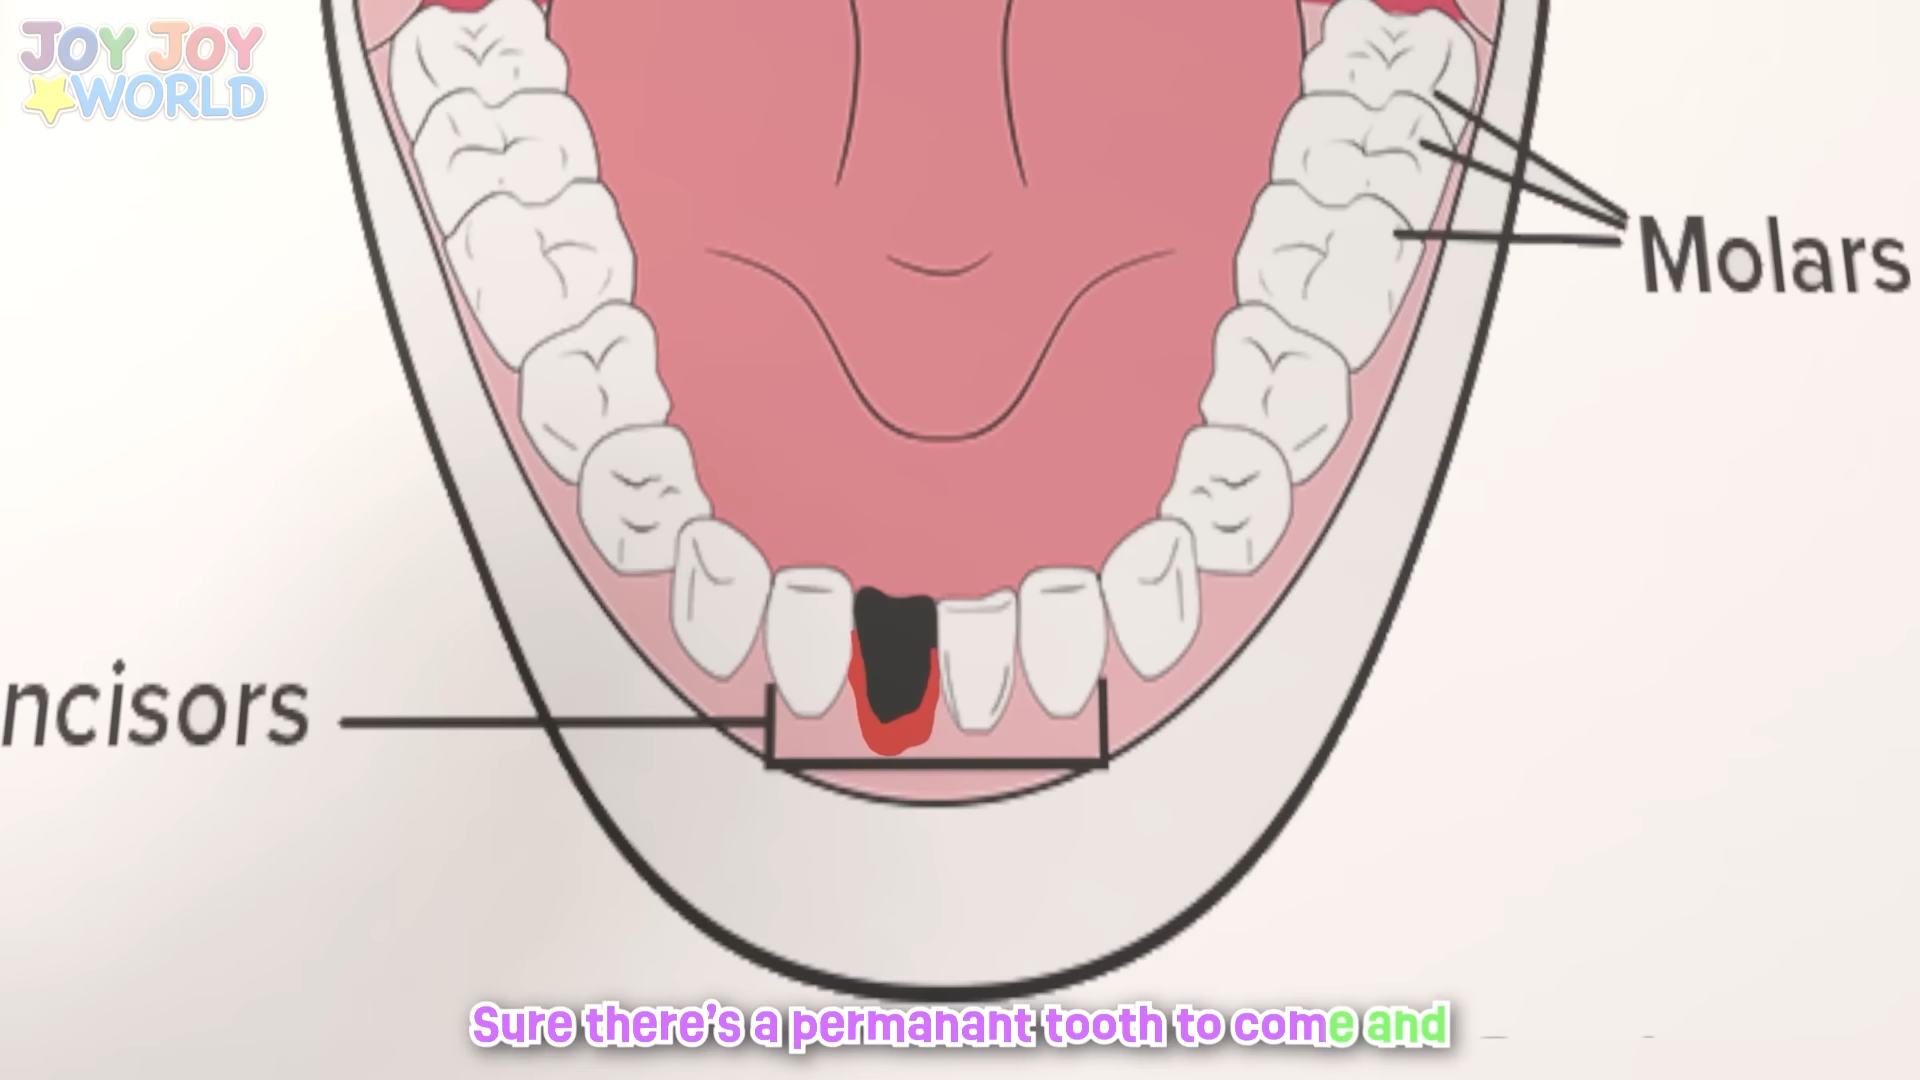 JOY JOY
WORLD
Molars
ncisors
Sure there's a permanant tooth to come and